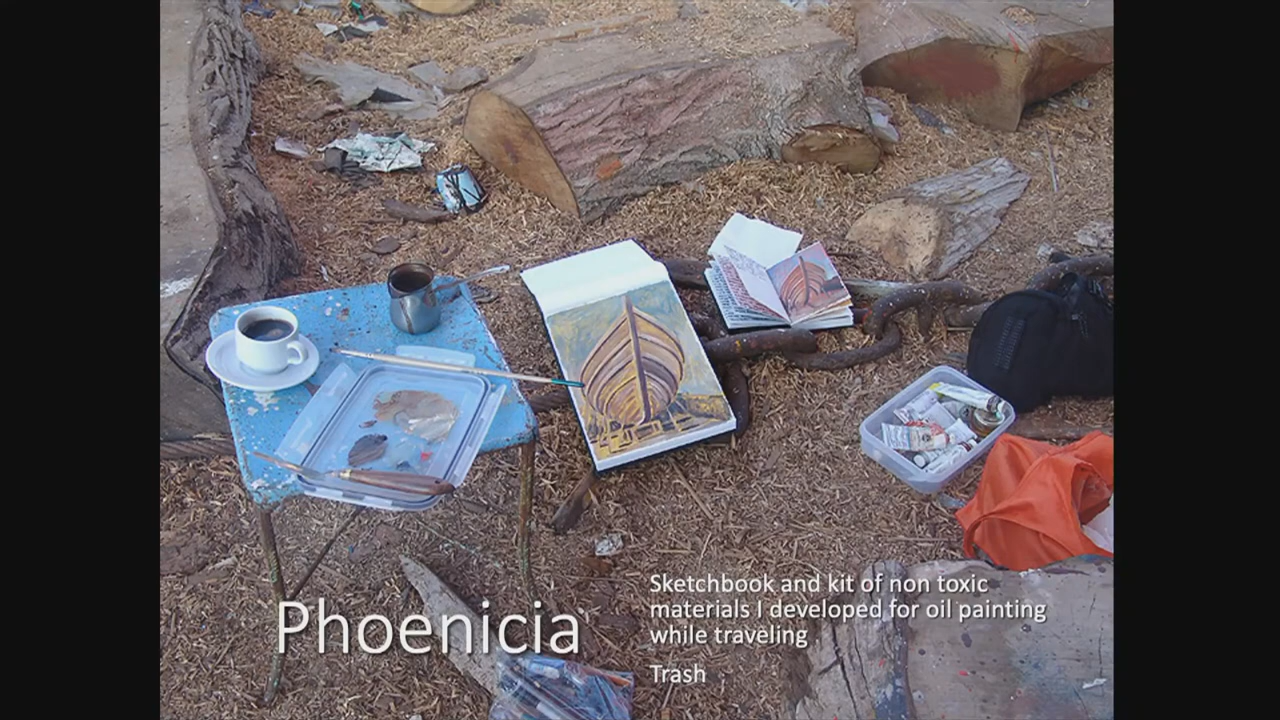 Phoenicia
Sketchbook and kit of non toxic
materials I developed for oil painting
while traveling
Trash